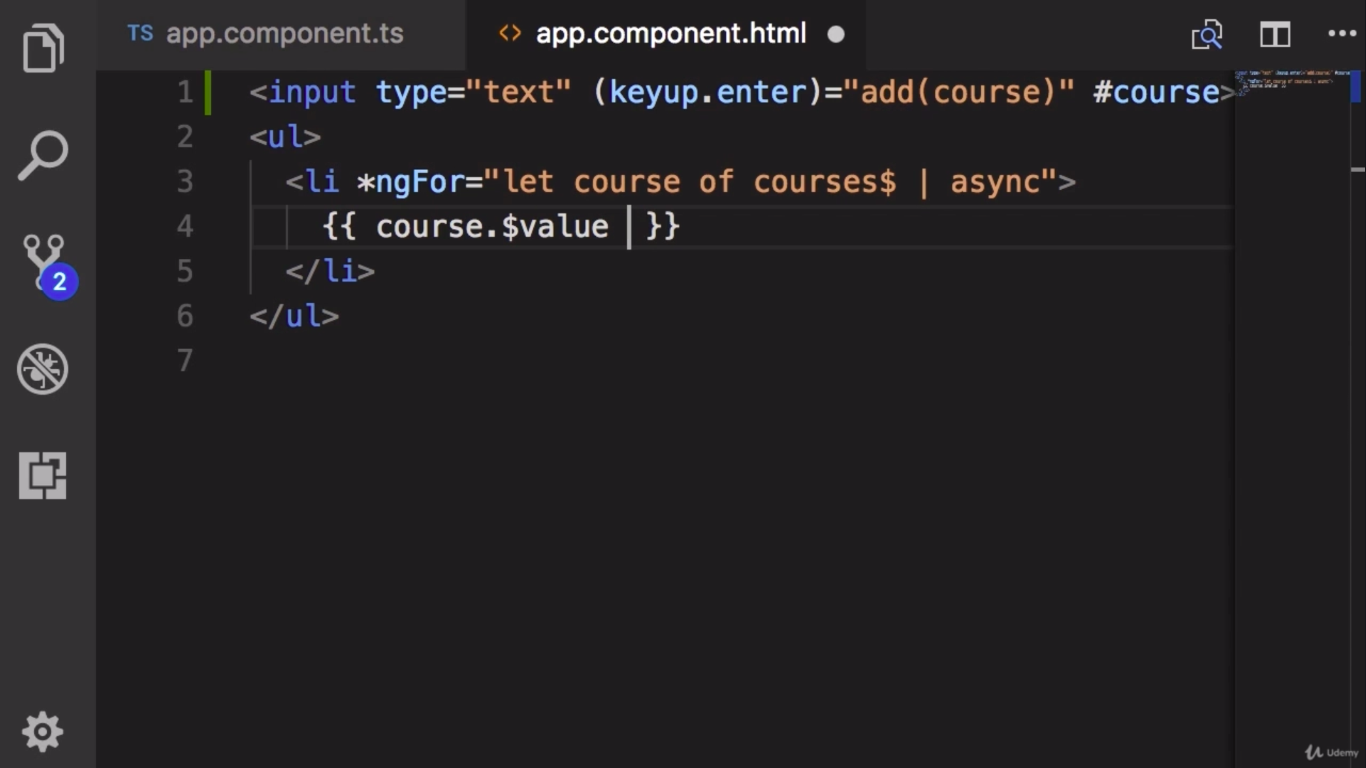 TS app.component.ts <> app.component.html
1 <input type="text" (keyup.enter)="add(course)" #course>
2 <ul>
3 <li *ngFor="let course of courses$ | async">
4 {{ course.$value }}
5 </li>
6 </ul>
7
2
Udemy